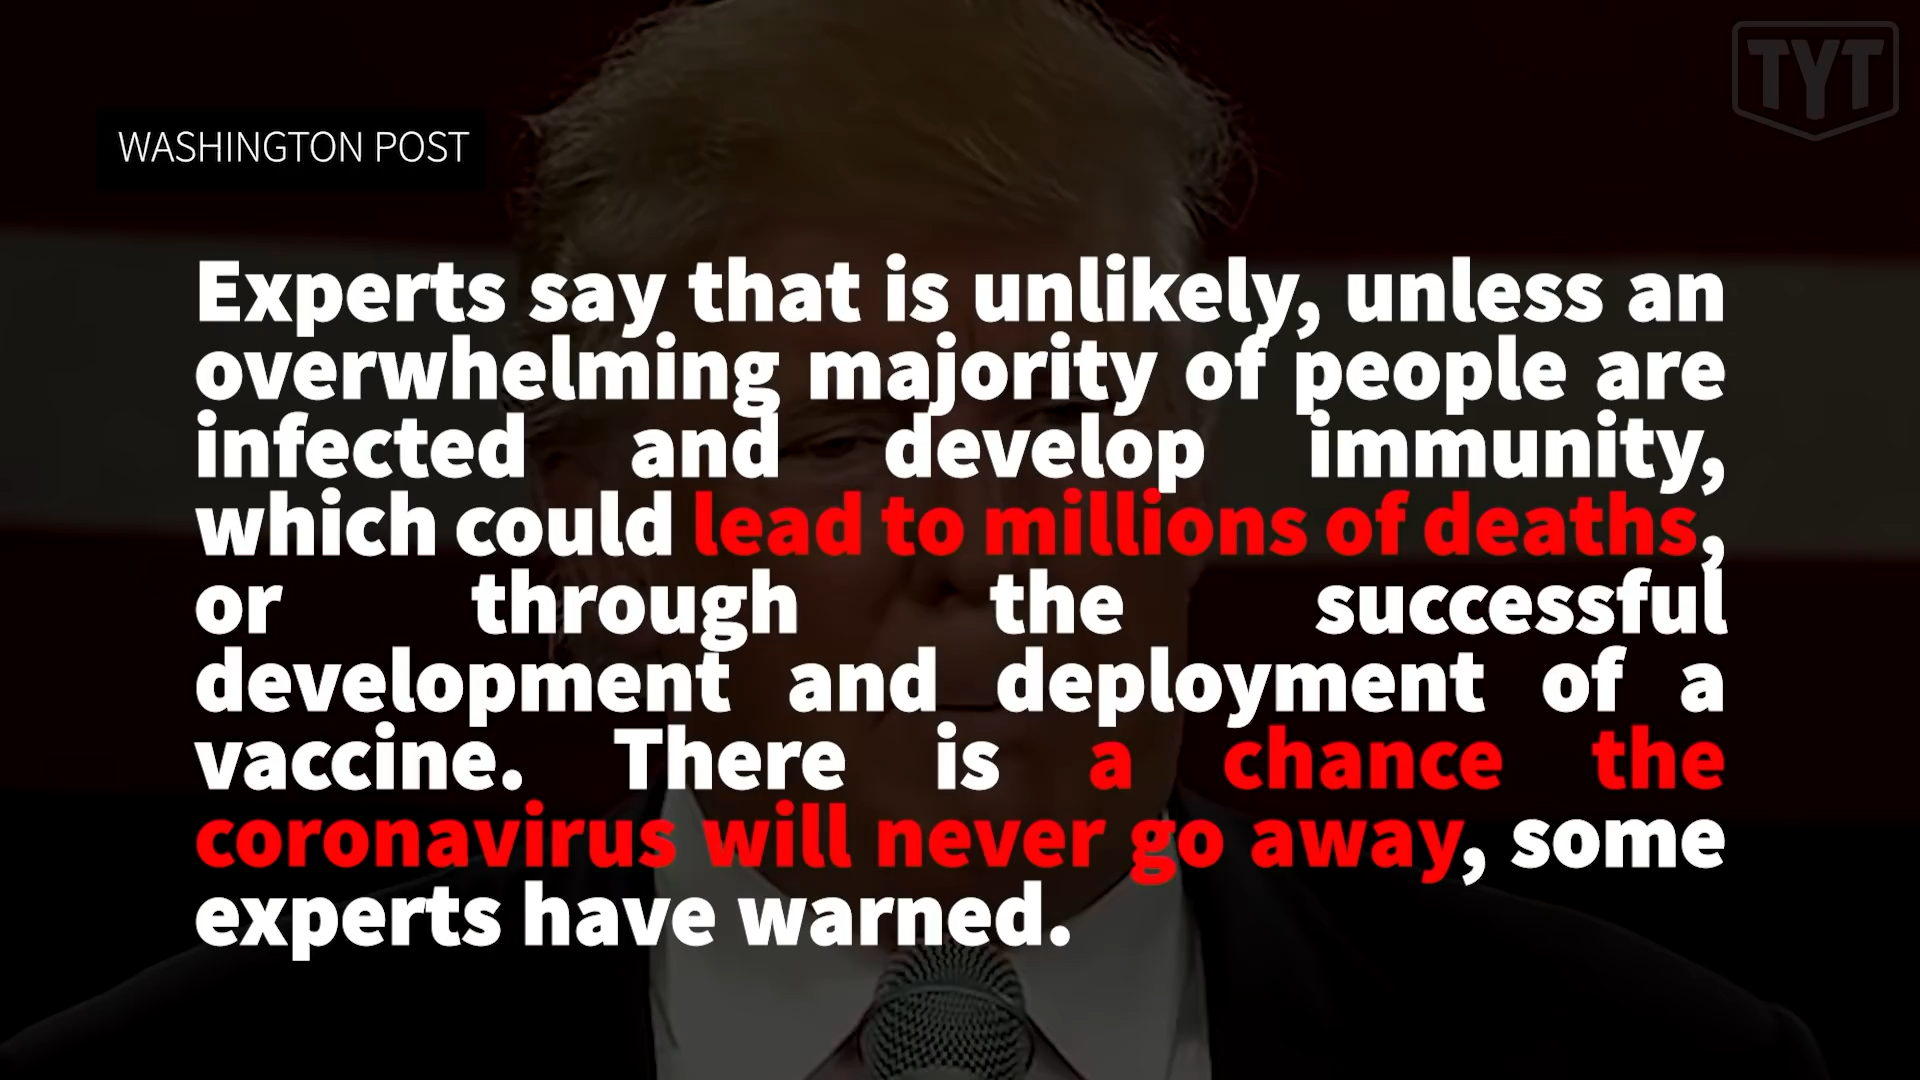 TYT
WASHINGTON POST
Experts say that is unlikely, unless an
overwhelming majority of people are
infected and develop immunity,
which could lead to millions of deaths,
or through the successful
development and deployment of a
vaccine. There is a chance the
coronavirus will never go away, some
experts have warned.